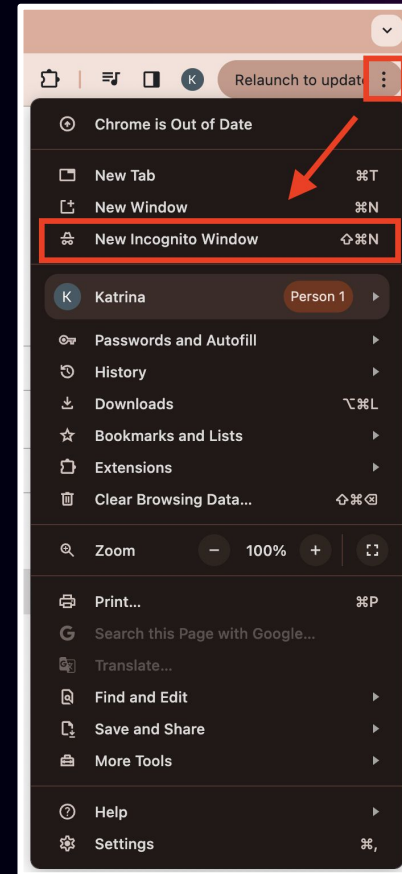 K Relaunch to updat
Chrome is Out of Date
New Tab ⌘T
New Window ⌘N
New Incognito Window ⇧⌘N
K Katrina Person 1
Passwords and Autofill
History
Downloads ⌥⌘L
Bookmarks and Lists
Extensions
Clear Browsing Data... ⇧⌘⌫
Zoom − 100% +
Print... ⌘P
G Search this Page with Google...
Translate...
Find and Edit
Save and Share
More Tools
Help
Settings ⌘,